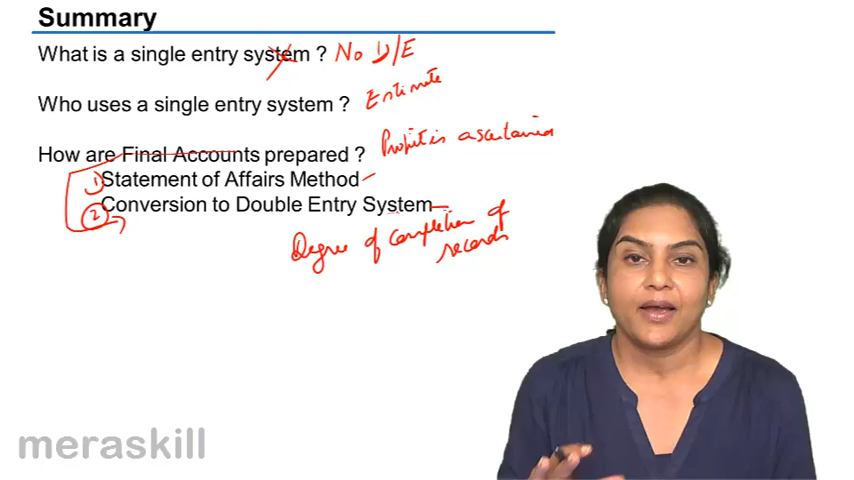 Summary
What is a single entry system ? No D/E
Who uses a single entry system ? Estimate
How are Final Accounts prepared ? Profit is ascertained
1 Statement of Affairs Method
2 Conversion to Double Entry System
Degree of completion of
records
meraskill